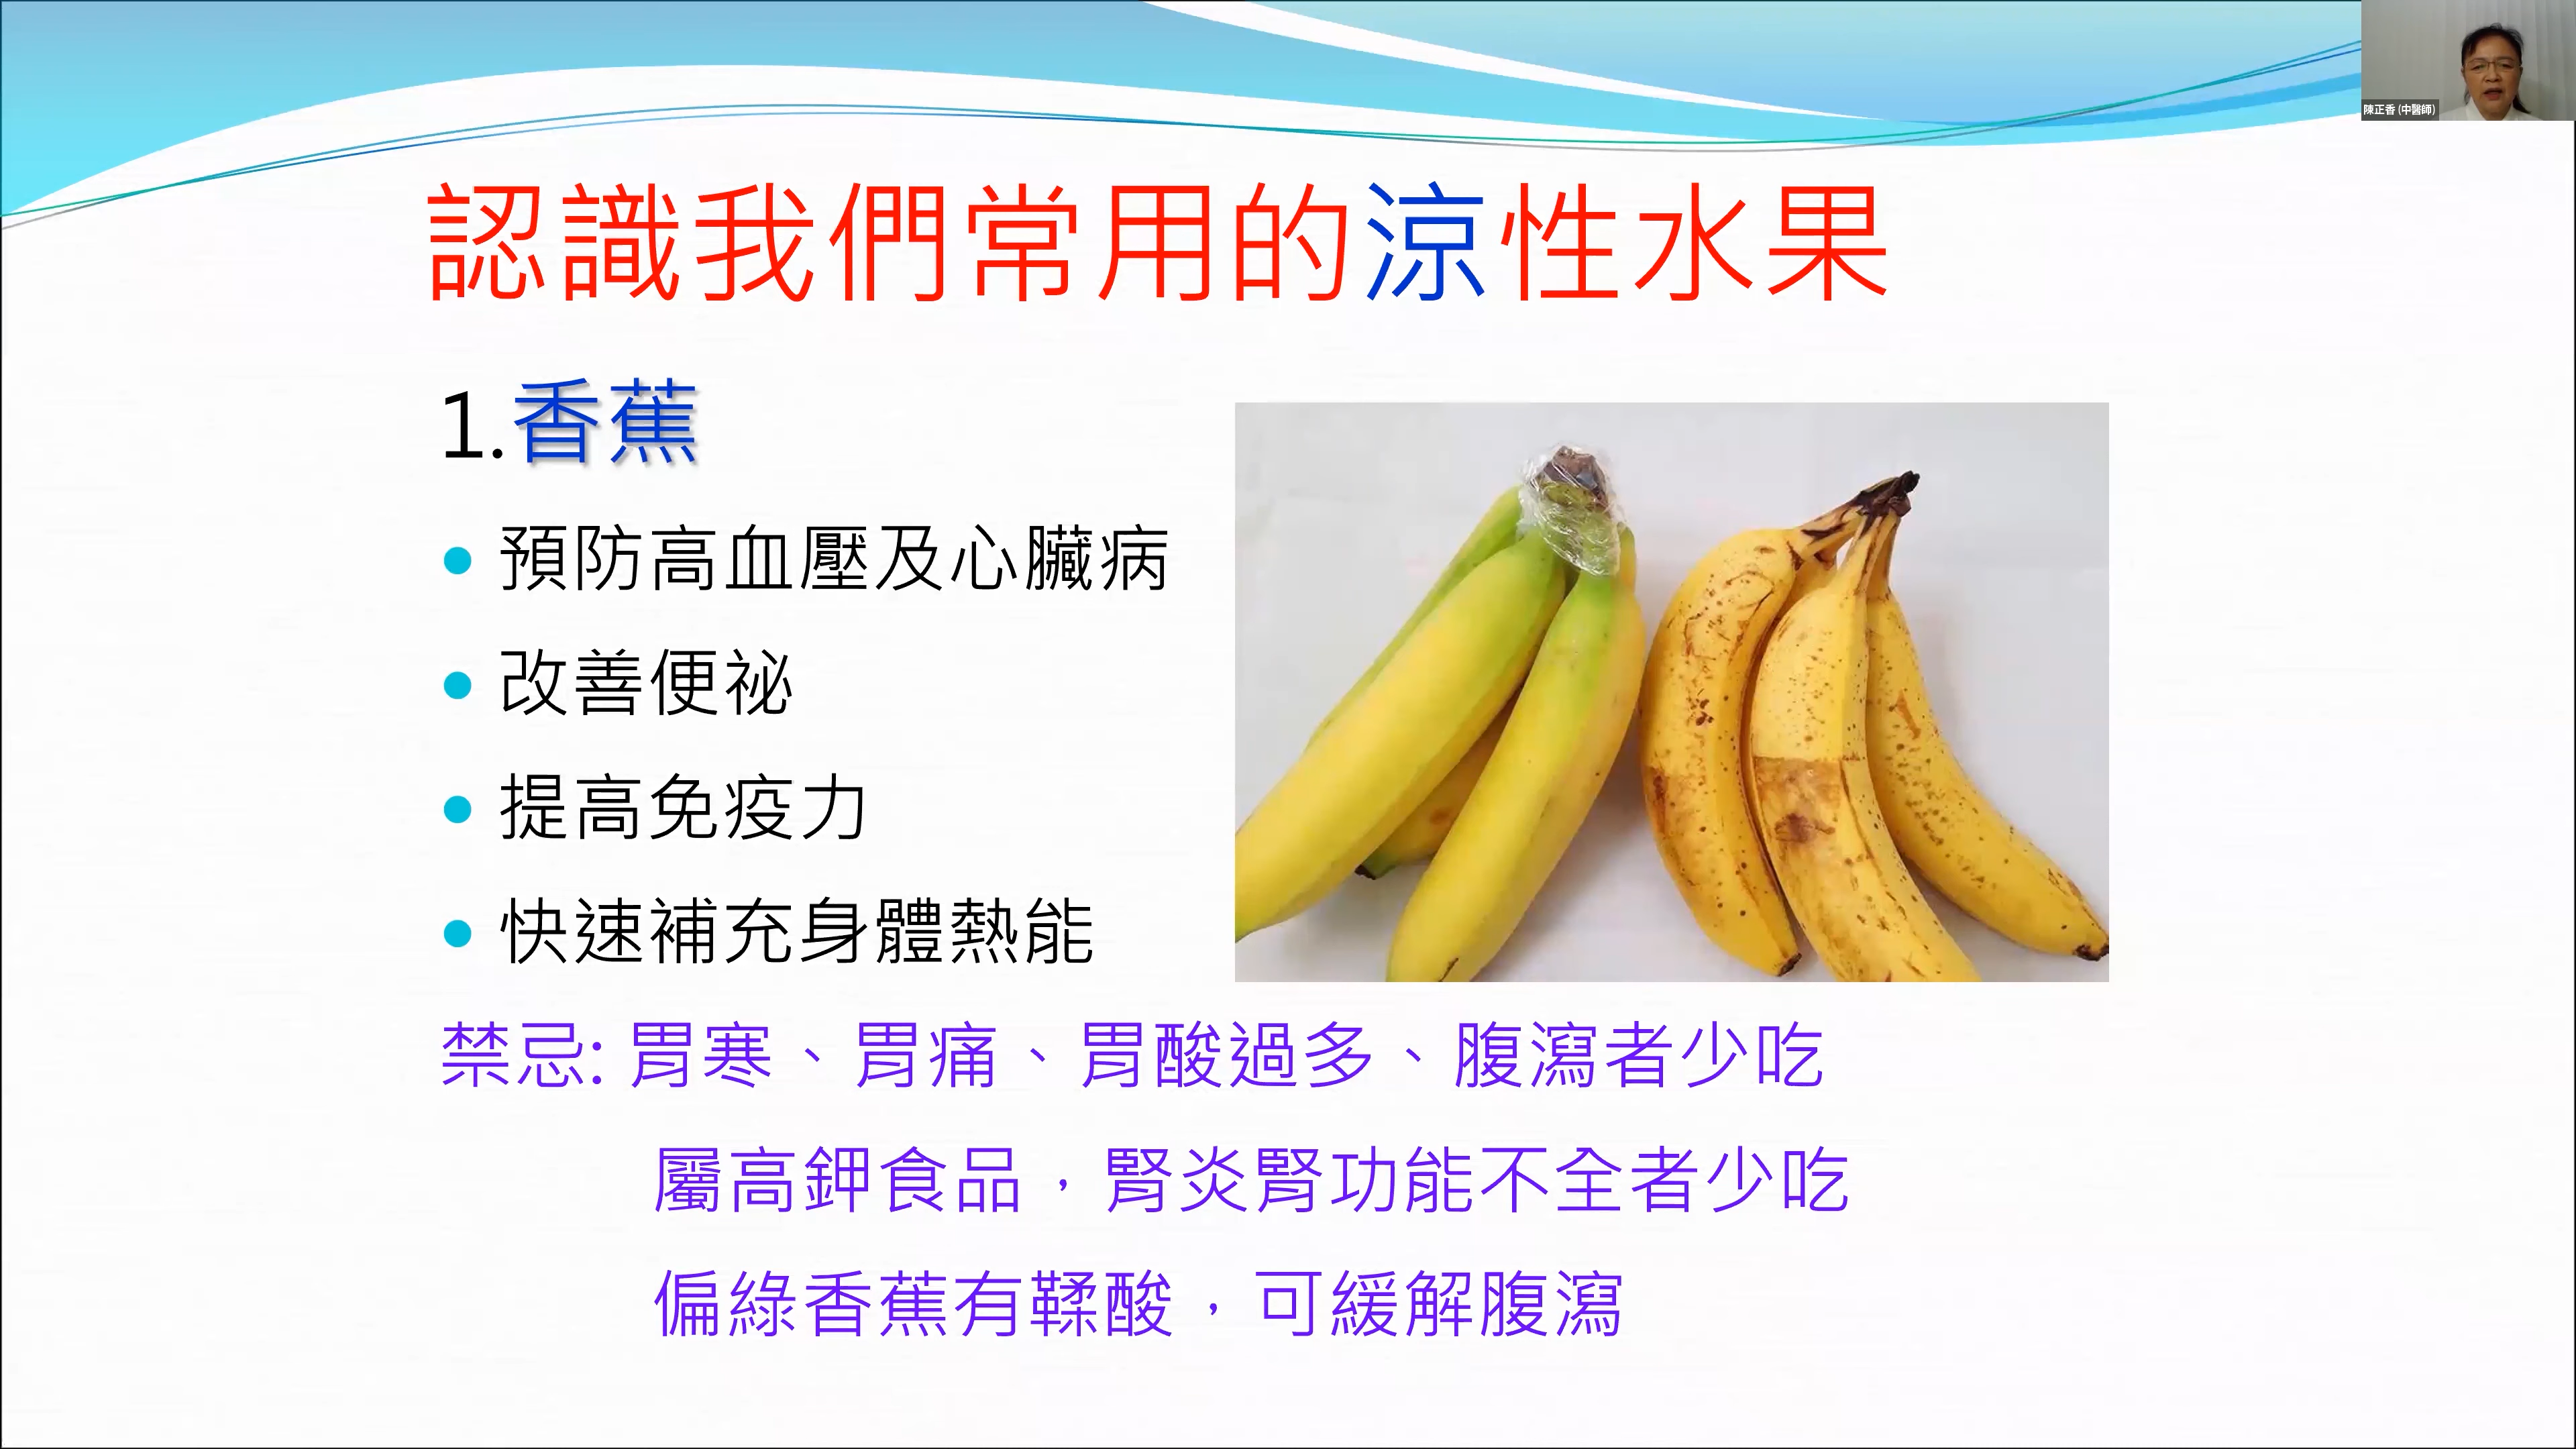 陳正香 (中醫師)
認識我們常用的涼性水果
1.香蕉
預防高血壓及心臟病
改善便祕
提高免疫力
快速補充身體熱能
禁忌: 胃寒、胃痛、胃酸過多、腹瀉者少吃
屬高鉀食品，腎炎腎功能不全者少吃
偏綠香蕉有鞣酸，可緩解腹瀉